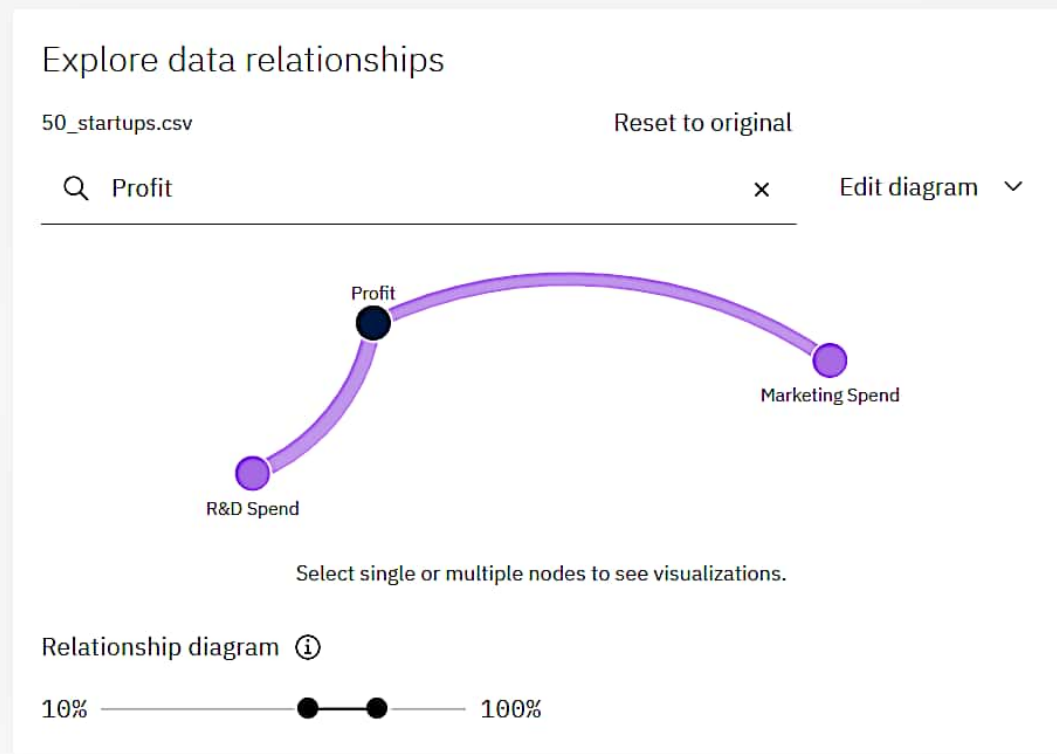 Explore data relationships
50_startups.csv
Reset to original
Profit
Edit diagram
Profit
Marketing Spend
R&D Spend
Select single or multiple nodes to see visualizations.
Relationship diagram
10%
100%